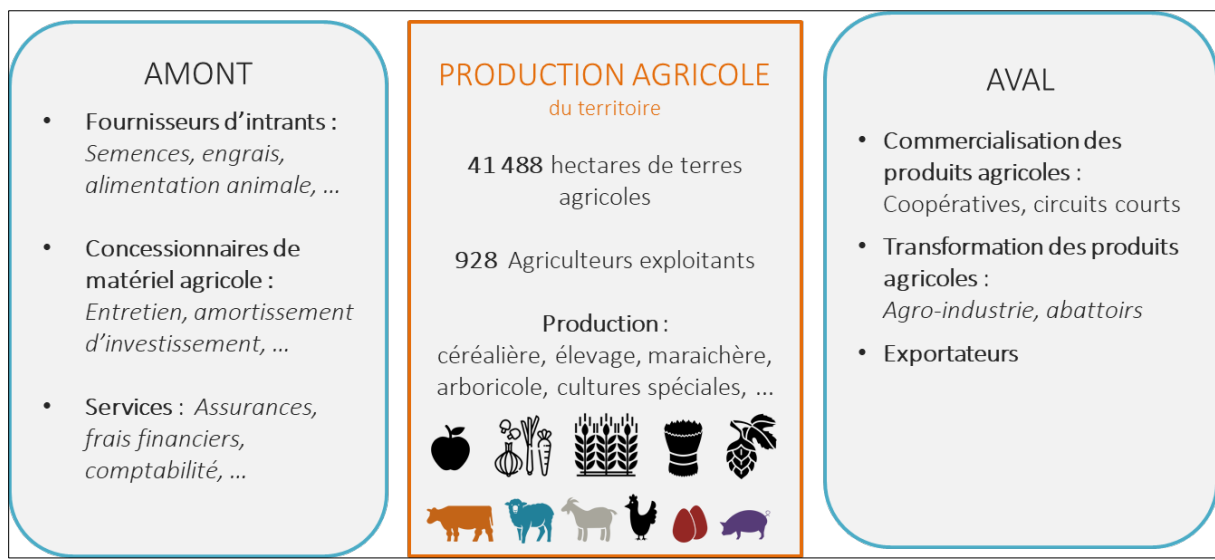 AMONT
• Fournisseurs d’intrants :
Semences, engrais,
alimentation animale, ...
• Concessionnaires de
matériel agricole :
Entretien, amortissement
d’investissement, ...
• Services : Assurances,
frais financiers,
comptabilité, ...
PRODUCTION AGRICOLE
du territoire
41 488 hectares de terres
agricoles
928 Agriculteurs exploitants
Production :
céréalière, élevage, maraichère,
arboricole, cultures spéciales, ...
AVAL
• Commercialisation des
produits agricoles :
Coopératives, circuits courts
• Transformation des produits
agricoles :
Agro-industrie, abattoirs
• Exportateurs